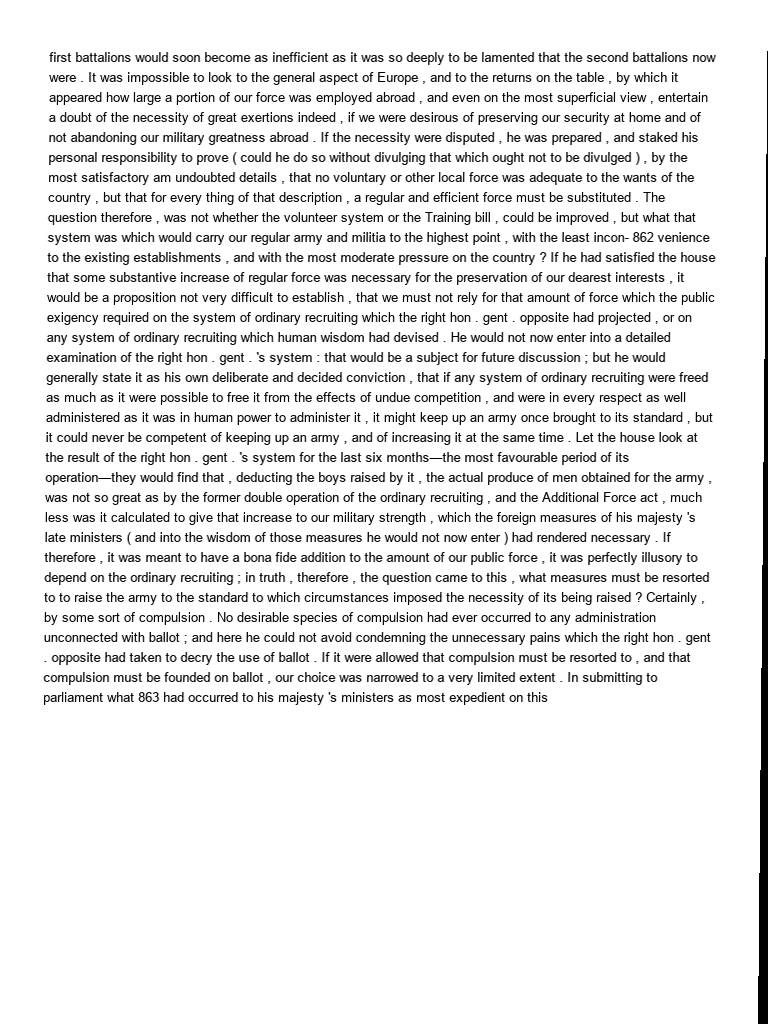 first battalions would soon become as inefficient as it was so deeply to be lamented that the second battalions now
were . It was impossible to look to the general aspect of Europe , and to the returns on the table , by which it
appeared how large a portion of our force was employed abroad , and even on the most superficial view , entertain
a doubt of the necessity of great exertions indeed , if we were desirous of preserving our security at home and of
not abandoning our military greatness abroad . If the necessity were disputed , he was prepared , and staked his
personal responsibility to prove ( could he do so without divulging that which ought not to be divulged ) , by the
most satisfactory am undoubted details , that no voluntary or other local force was adequate to the wants of the
country , but that for every thing of that description , a regular and efficient force must be substituted . The
question therefore , was not whether the volunteer system or the Training bill , could be improved , but what that
system was which would carry our regular army and militia to the highest point , with the least incon- 862 venience
to the existing establishments , and with the most moderate pressure on the country ? If he had satisfied the house
that some substantive increase of regular force was necessary for the preservation of our dearest interests , it
would be a proposition not very difficult to establish , that we must not rely for that amount of force which the public
exigency required on the system of ordinary recruiting which the right hon . gent . opposite had projected , or on
any system of ordinary recruiting which human wisdom had devised . He would not now enter into a detailed
examination of the right hon . gent . 's system : that would be a subject for future discussion ; but he would
generally state it as his own deliberate and decided conviction , that if any system of ordinary recruiting were freed
as much as it were possible to free it from the effects of undue competition , and were in every respect as well
administered as it was in human power to administer it , it might keep up an army once brought to its standard , but
it could never be competent of keeping up an army , and of increasing it at the same time . Let the house look at
the result of the right hon . gent . 's system for the last six months—the most favourable period of its
operation—they would find that , deducting the boys raised by it , the actual produce of men obtained for the army ,
was not so great as by the former double operation of the ordinary recruiting , and the Additional Force act , much
less was it calculated to give that increase to our military strength , which the foreign measures of his majesty 's
late ministers ( and into the wisdom of those measures he would not now enter ) had rendered necessary . If
therefore , it was meant to have a bona fide addition to the amount of our public force , it was perfectly illusory to
depend on the ordinary recruiting ; in truth , therefore , the question came to this , what measures must be resorted
to to raise the army to the standard to which circumstances imposed the necessity of its being raised ? Certainly ,
by some sort of compulsion . No desirable species of compulsion had ever occurred to any administration
unconnected with ballot ; and here he could not avoid condemning the unnecessary pains which the right hon . gent
. opposite had taken to decry the use of ballot . If it were allowed that compulsion must be resorted to , and that
compulsion must be founded on ballot , our choice was narrowed to a very limited extent . In submitting to
parliament what 863 had occurred to his majesty 's ministers as most expedient on this